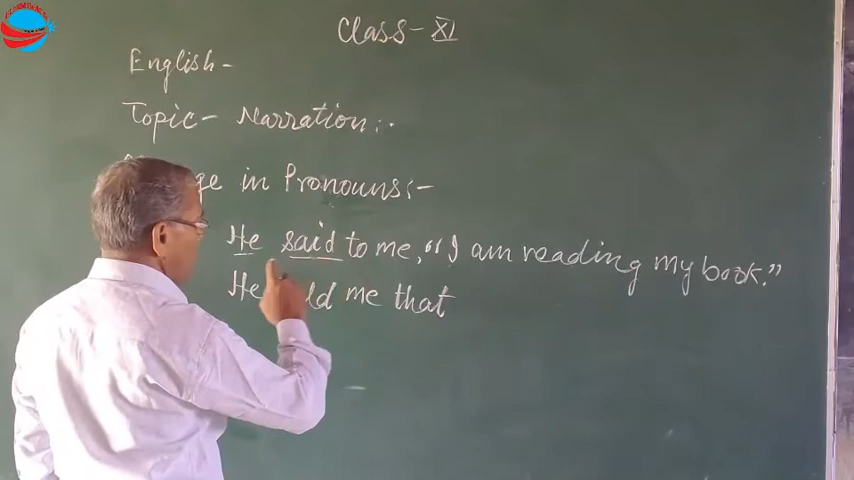 Class - XI
English -
Topic - Narration :-
ge in Pronouns :-
He said to me, "I am reading my book."
He ld me that